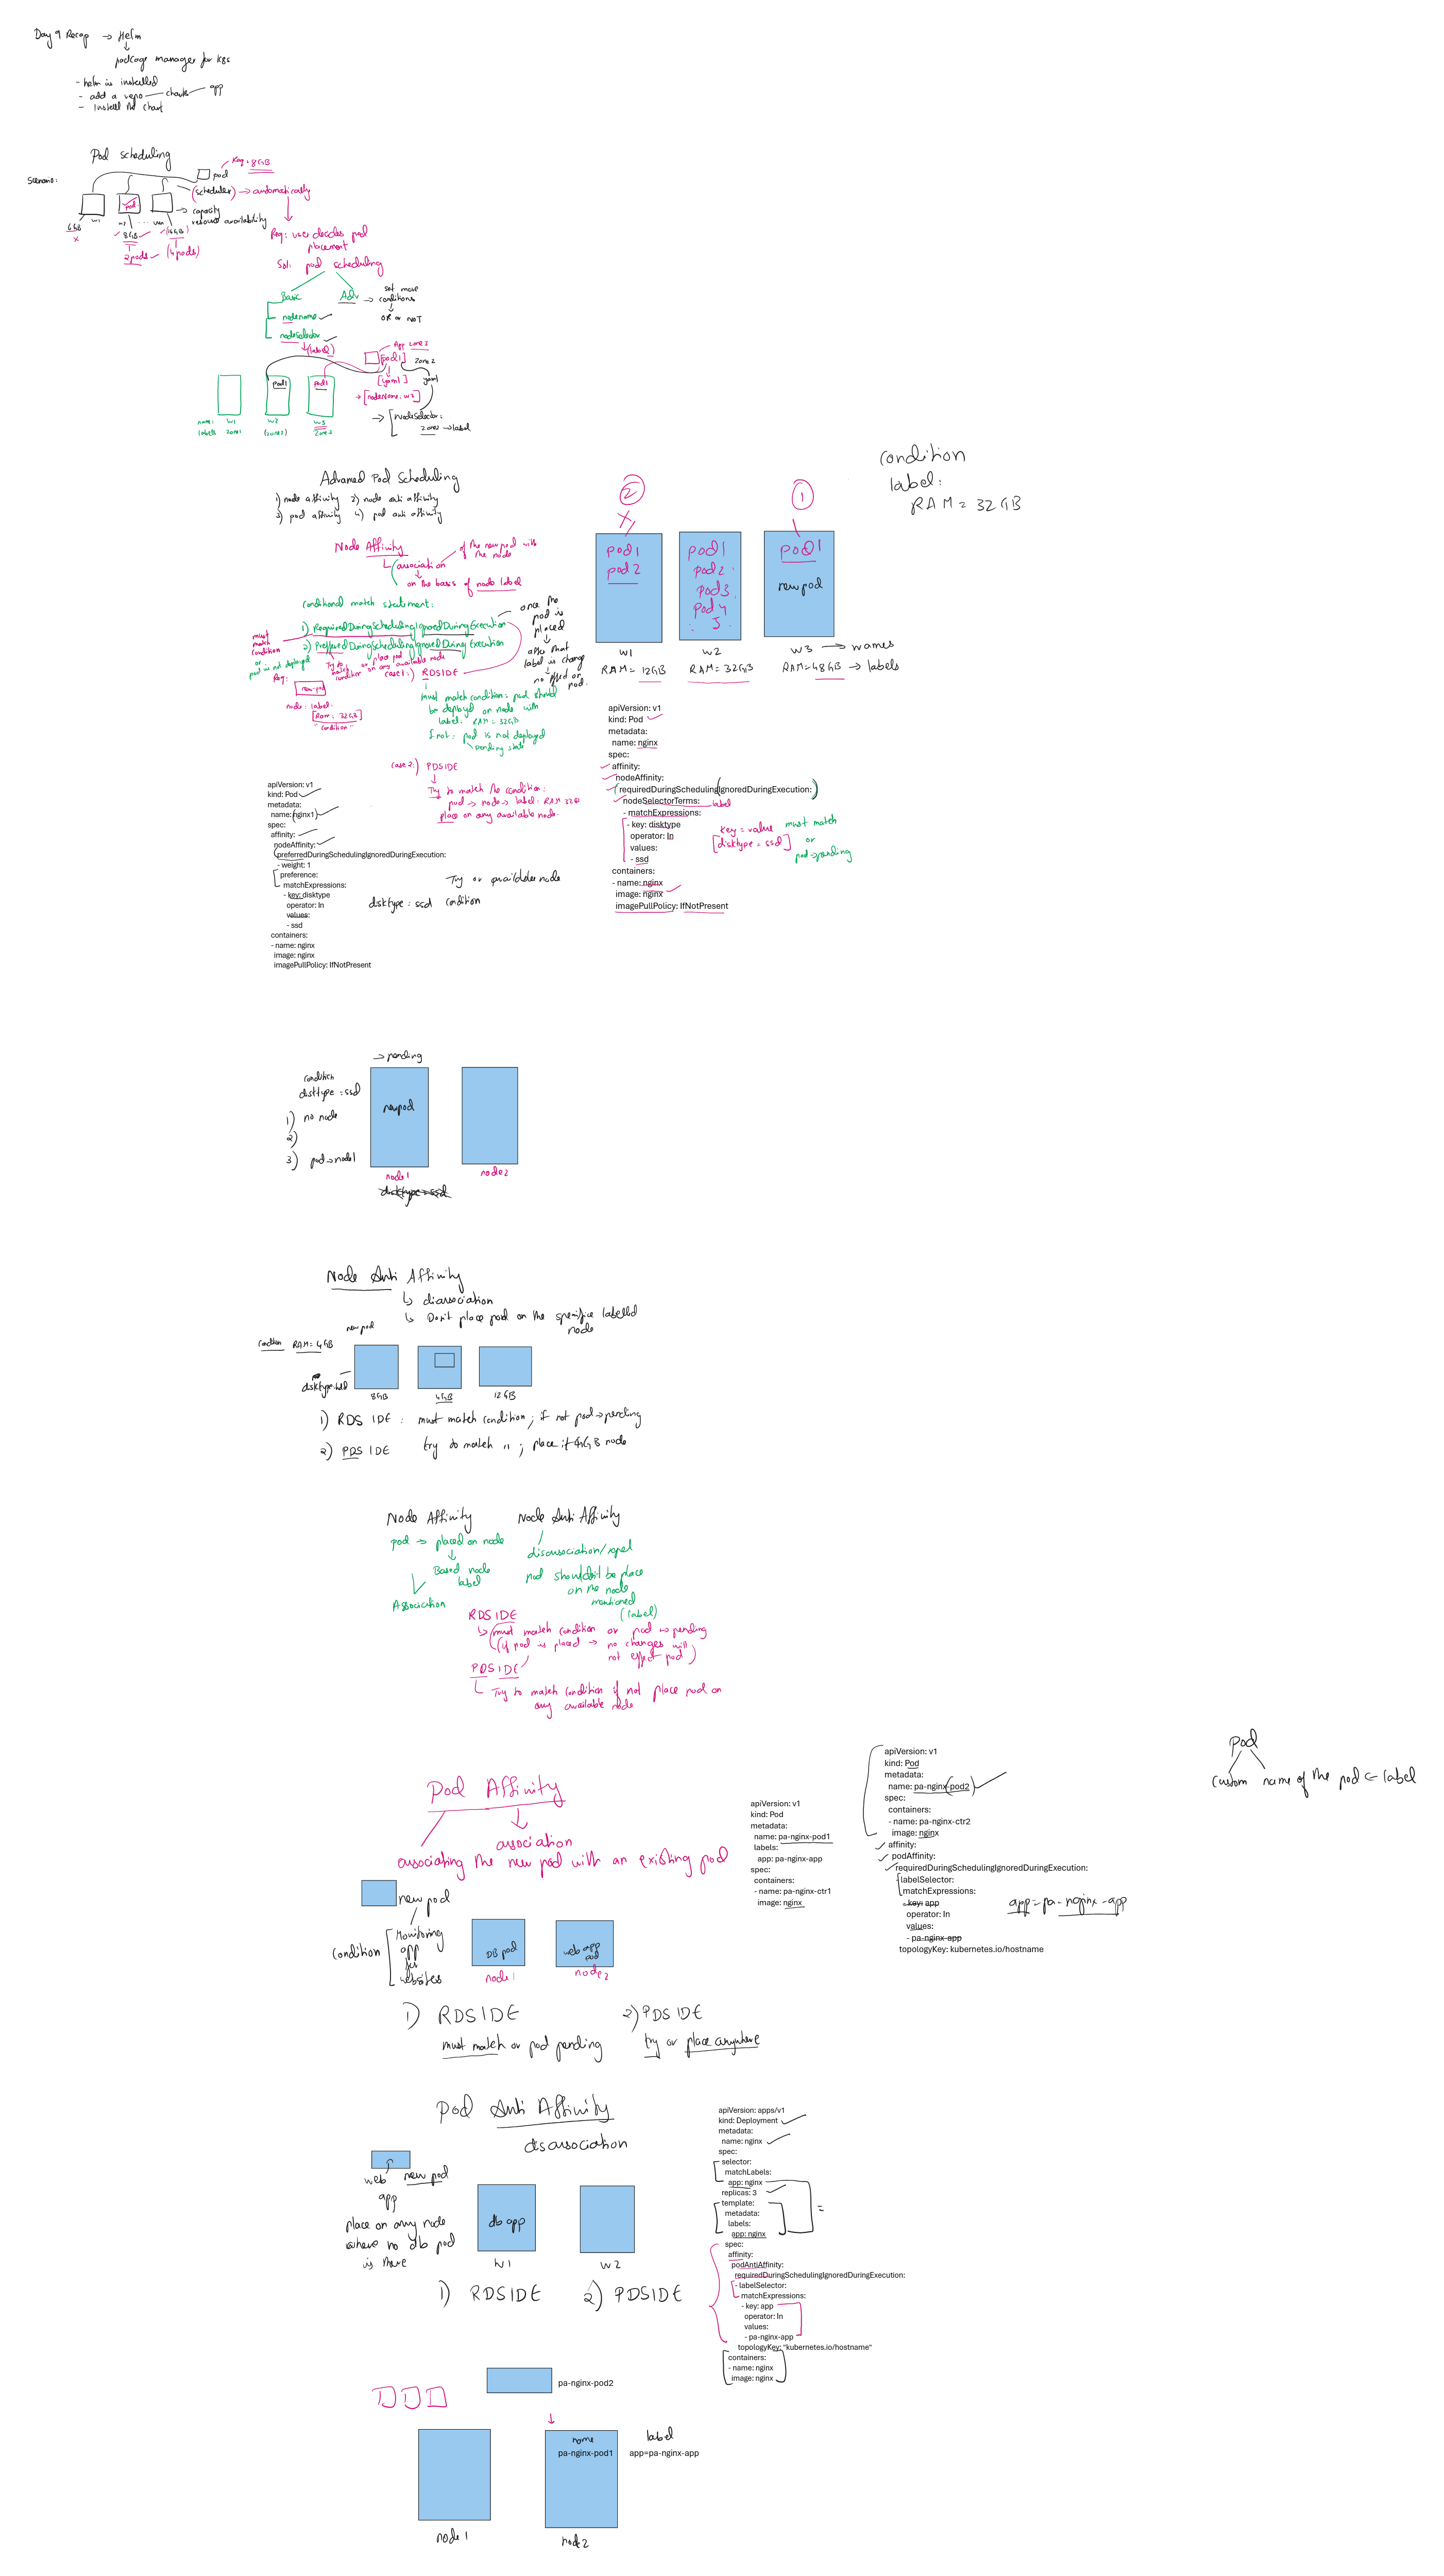 Day 9 Recap → Helm
package manager for K8s
- helm is installed
- add a repo — charts — app
- Install the chart
Pod scheduling
Scenario:
pod
Req: 8GB
(scheduler) → automatically
pod
→ capacity
resource availability
w1
6GB
x
8GB
(16GB)
2 pods
(4 pods)
Req: user decides pod
placement
Sol: pod scheduling
Basic
Adv → set more
conditions
OR or NOT
nodename
nodeselector
(label)
App zone 3
[pod1]
zone 2
[yaml]
yaml
→ [nodeName: w3]
→ [NodeSelector:
zone2 → label
pod1
pod1
name: w1
w2
w3
labels zone1
(zone2)
zone3
Advanced Pod Scheduling
1) node affinity 2) node anti affinity
3) pod affinity 4) pod anti affinity
Node Affinity
association
of the new pod with
the node
on the basis of node label
Conditional match statement:
1) RequiredDuringSchedulingIgnoredDuringExecution
2) PreferredDuringSchedulingIgnoredDuringExecution
must
match
condition
or
pod is not deployed
Try to
match
condition
or place pod
on any available node
once the
pod is
placed
after that
label is change
no effect on
pod.
Req:
new pod
node: label:
[Ram: 32GB]
"condition"
case 1:) RDSIDE
must match condition: pod should
be deployed on node with
label: RAM = 32GB
If not: pod is not deployed
pending state
case 2:) PDSIDE
Try to match the condition:
pod → node → label: RAM 32GB
place on any available node.
condition
label:
RAM = 32GB
2
x
1
pod1
pod2
pod1
pod2
pod3
pod4
pod1
new pod
w1
w2
w3 → names
RAM = 12GB
RAM = 32GB
RAM = 48GB → labels
apiVersion: v1
kind: Pod
metadata:
name: nginx
spec:
affinity:
nodeAffinity:
requiredDuringSchedulingIgnoredDuringExecution:
nodeSelectorTerms:
label
- matchExpressions:
- key: disktype
operator: In
values:
- ssd
containers:
- name: nginx
image: nginx
imagePullPolicy: IfNotPresent
key = value
[disktype = ssd]
must match
or
pod → pending
apiVersion: v1
kind: Pod
metadata:
name: nginx1
spec:
affinity:
nodeAffinity:
preferredDuringSchedulingIgnoredDuringExecution:
- weight: 1
preference:
matchExpressions:
- key: disktype
operator: In
values:
- ssd
containers:
- name: nginx
image: nginx
imagePullPolicy: IfNotPresent
Try or available node
disktype = ssd condition
→ pending
condition
disktype = ssd
1) no node
2)
3) pod → node1
new pod
node1
node2
disktype=ssd
Node Anti Affinity
↳ disassociation
↳ Don't place pod on the specific labelled
node
new pod
Condition RAM = 4GB
8GB
4GB
12GB
1) RDSIDE : must match condition; if not pod → pending
2) PDSIDE try to match "; place it 4GB node
Node Affinity
Node Anti Affinity
pod → placed on node
Based node
label
Association
disassociation/repel
pod shouldn't be place
on the node
mentioned
(label)
RDSIDE
↳ must match condition or pod → pending
(if pod is placed → no changes will
not effect pod)
PDSIDE
Try to match condition if not place pod on
any available node
Pod Affinity
association
associating the new pod with an existing pod
new pod
condition
Monitoring
app
for
websites
DB pod
web app
pod
node1
node2
1) RDSIDE
must match or pod pending
2) PDSIDE
try or place anywhere
apiVersion: v1
kind: Pod
metadata:
name: pa-nginx-pod1
labels:
app: pa-nginx-app
spec:
containers:
- name: pa-nginx-ctr1
image: nginx
apiVersion: v1
kind: Pod
metadata:
name: pa-nginx-pod2
spec:
containers:
- name: pa-nginx-ctr2
image: nginx
affinity:
podAffinity:
requiredDuringSchedulingIgnoredDuringExecution:
- labelSelector:
matchExpressions:
- key: app
operator: In
values:
- pa-nginx-app
topologyKey: kubernetes.io/hostname
app = pa-nginx-app
Pod
custom name of the pod ← label
Pod Anti Affinity
disassociation
web new pod
app
place on any node
where no db pod
is there
db app
w1
w2
1) RDSIDE
2) PDSIDE
apiVersion: apps/v1
kind: Deployment
metadata:
name: nginx
spec:
selector:
matchLabels:
app: nginx
replicas: 3
template:
metadata:
labels:
app: nginx
=
spec:
affinity:
podAntiAffinity:
requiredDuringSchedulingIgnoredDuringExecution:
- labelSelector:
matchExpressions:
- key: app
operator: In
values:
- pa-nginx-app
topologyKey: "kubernetes.io/hostname"
containers:
- name: nginx
image: nginx
pa-nginx-pod2
name
pa-nginx-pod1
label
app=pa-nginx-app
node1
node2